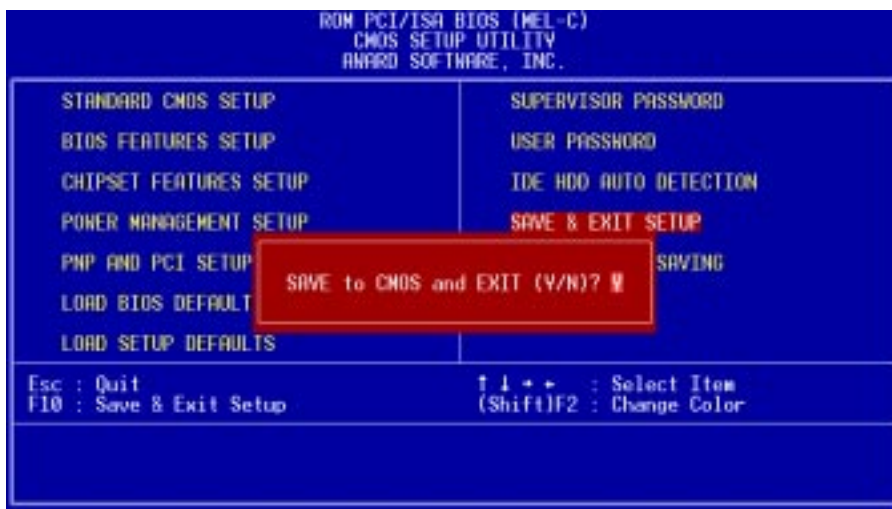 ROM PCI/ISA BIOS (MEL-C)
CMOS SETUP UTILITY
AWARD SOFTWARE, INC.
STANDARD CMOS SETUP
BIOS FEATURES SETUP
CHIPSET FEATURES SETUP
POWER MANAGEMENT SETUP
PNP AND PCI SETUP
LOAD BIOS DEFAULT
LOAD SETUP DEFAULTS
SUPERVISOR PASSWORD
USER PASSWORD
IDE HDD AUTO DETECTION
SAVE & EXIT SETUP
SAVING
SAVE to CMOS and EXIT (Y/N)? Y
Esc : Quit
F10 : Save & Exit Setup
↑ ↓ → ← : Select Item
(Shift)F2 : Change Color